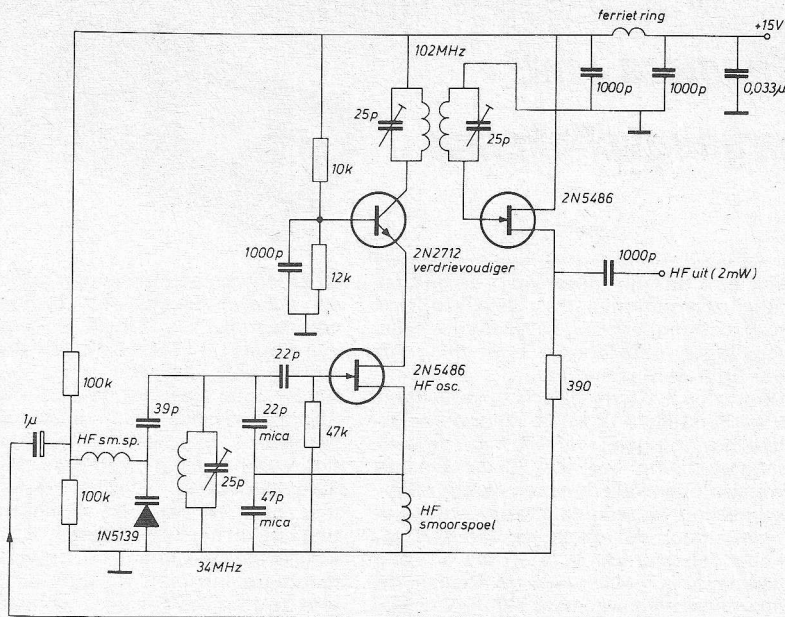 ferriet ring
+15V
102MHz
1000p
1000p
0,033µ
25p
25p
10k
2N5486
1000p
2N2712
verdrievoudiger
12k
1000p
HF uit (2mW)
22p
2N5486
HF osc.
100k
39p
22p
mica
390
1µ
HF sm.sp.
47k
100k
25p
47p
mica
HF
smoorspoel
1N5139
34MHz